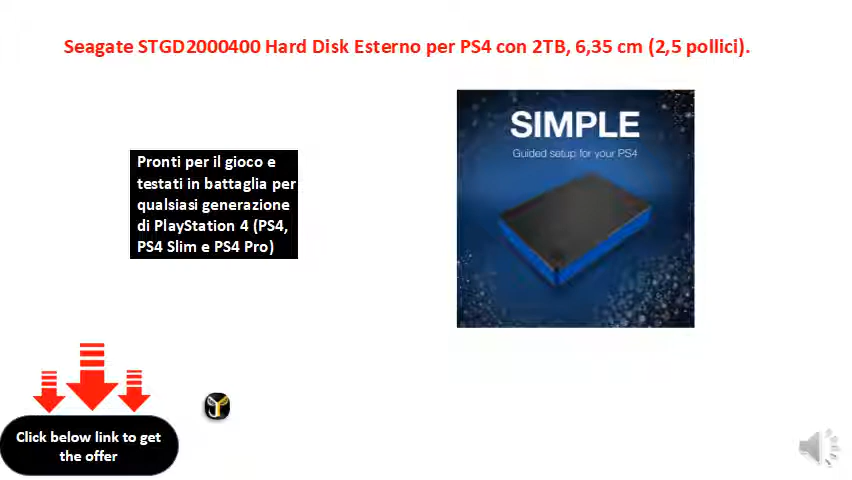 Seagate STGD2000400 Hard Disk Esterno per PS4 con 2TB, 6,35 cm (2,5 pollici).
SIMPLE
Guided setup for your PS4
Pronti per il gioco e
testati in battaglia per
qualsiasi generazione
di PlayStation 4 (PS4,
PS4 Slim e PS4 Pro)
Click below link to get
the offer